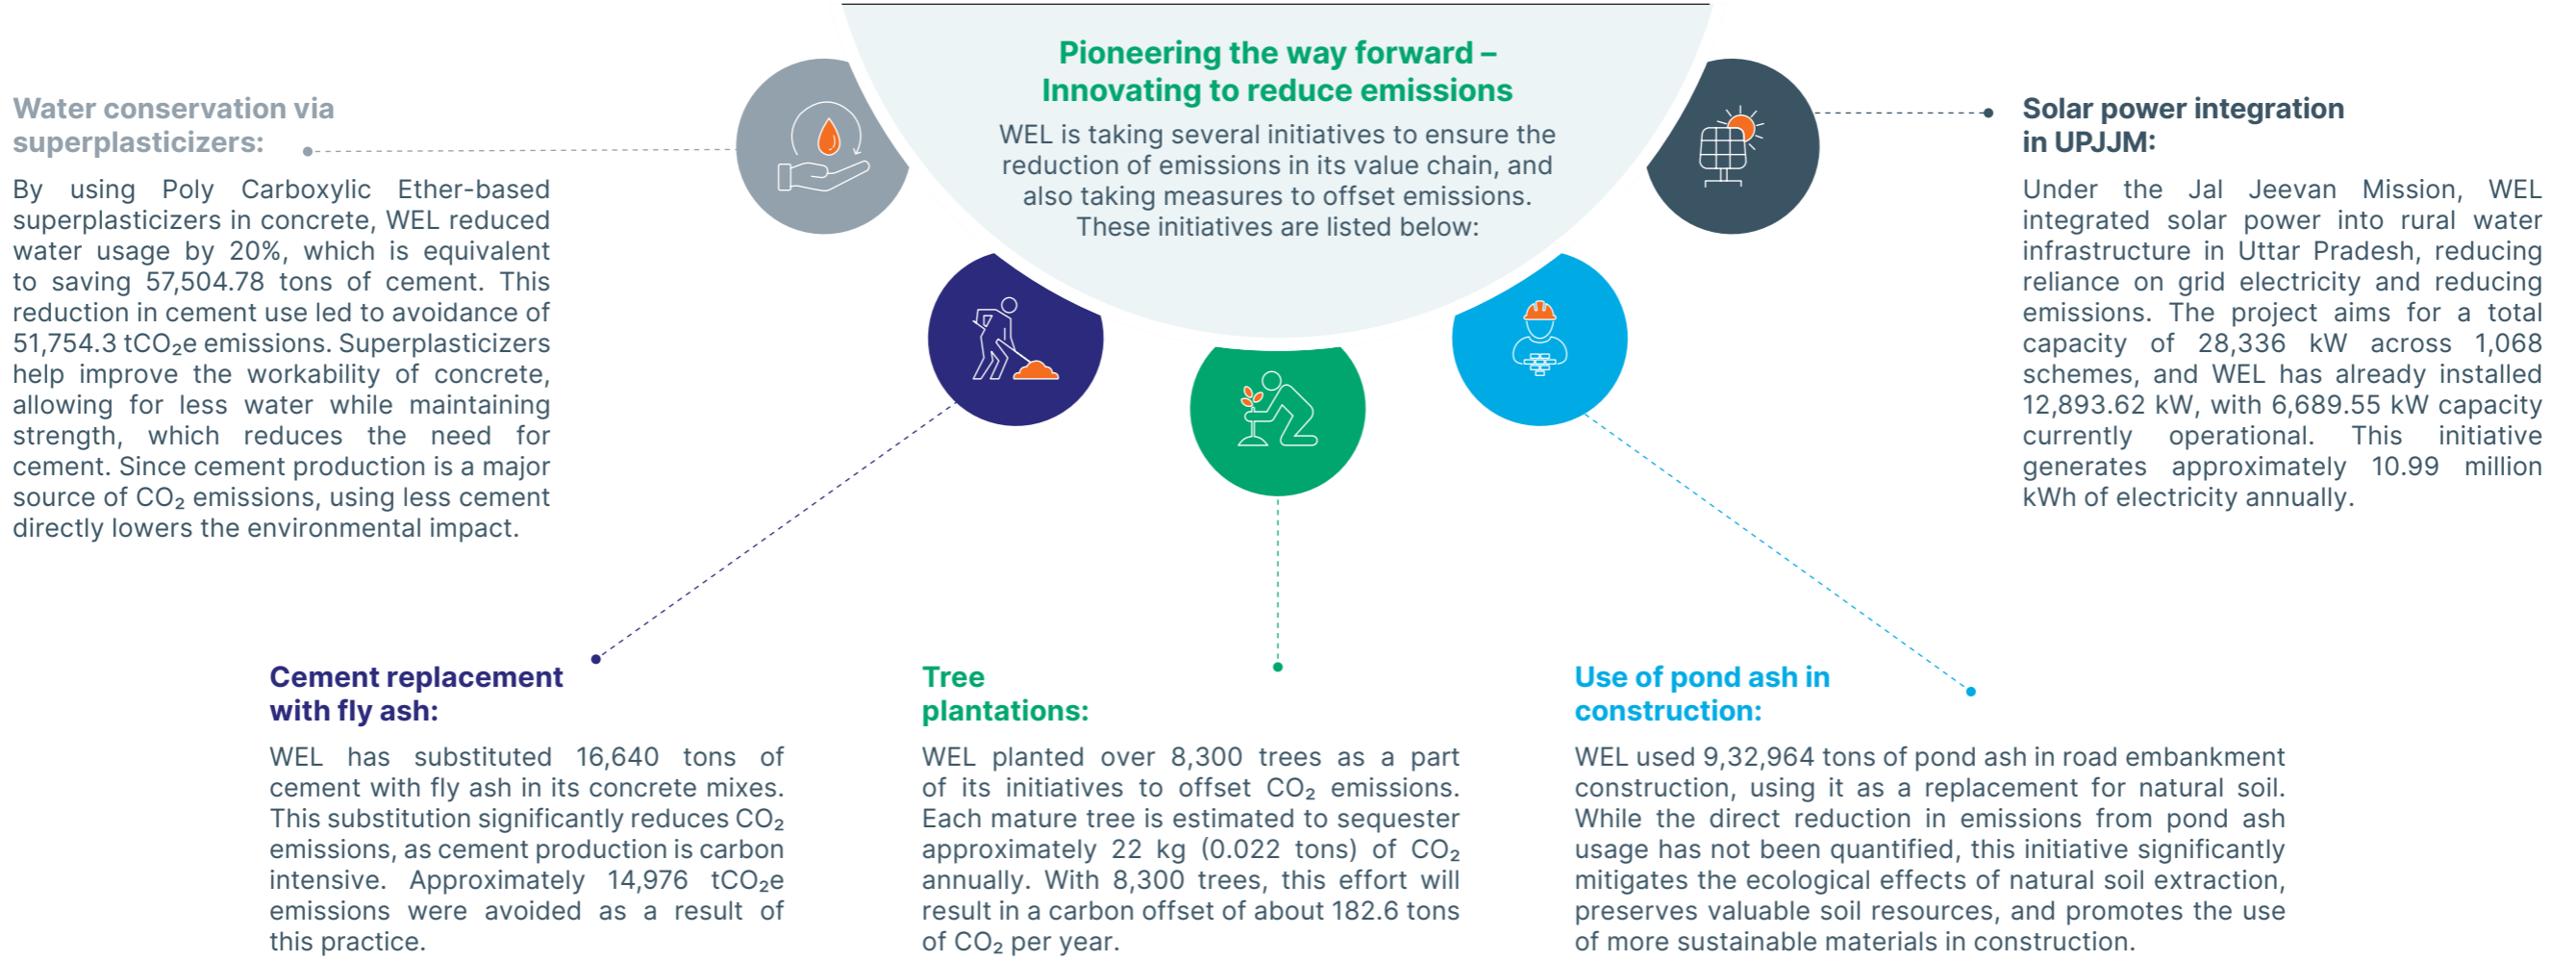 Pioneering the way forward –
Innovating to reduce emissions
WEL is taking several initiatives to ensure the
reduction of emissions in its value chain, and
also taking measures to offset emissions.
These initiatives are listed below:
Water conservation via
superplasticizers:
By using Poly Carboxylic Ether-based
superplasticizers in concrete, WEL reduced
water usage by 20%, which is equivalent
to saving 57,504.78 tons of cement. This
reduction in cement use led to avoidance of
51,754.3 tCO₂e emissions. Superplasticizers
help improve the workability of concrete,
allowing for less water while maintaining
strength, which reduces the need for
cement. Since cement production is a major
source of CO₂ emissions, using less cement
directly lowers the environmental impact.
Cement replacement
with fly ash:
WEL has substituted 16,640 tons of
cement with fly ash in its concrete mixes.
This substitution significantly reduces CO₂
emissions, as cement production is carbon
intensive. Approximately 14,976 tCO₂e
emissions were avoided as a result of
this practice.
Tree
plantations:
WEL planted over 8,300 trees as a part
of its initiatives to offset CO₂ emissions.
Each mature tree is estimated to sequester
approximately 22 kg (0.022 tons) of CO₂
annually. With 8,300 trees, this effort will
result in a carbon offset of about 182.6 tons
of CO₂ per year.
Use of pond ash in
construction:
WEL used 9,32,964 tons of pond ash in road embankment
construction, using it as a replacement for natural soil.
While the direct reduction in emissions from pond ash
usage has not been quantified, this initiative significantly
mitigates the ecological effects of natural soil extraction,
preserves valuable soil resources, and promotes the use
of more sustainable materials in construction.
Solar power integration
in UPJJM:
Under the Jal Jeevan Mission, WEL
integrated solar power into rural water
infrastructure in Uttar Pradesh, reducing
reliance on grid electricity and reducing
emissions. The project aims for a total
capacity of 28,336 kW across 1,068
schemes, and WEL has already installed
12,893.62 kW, with 6,689.55 kW capacity
currently operational. This initiative
generates approximately 10.99 million
kWh of electricity annually.